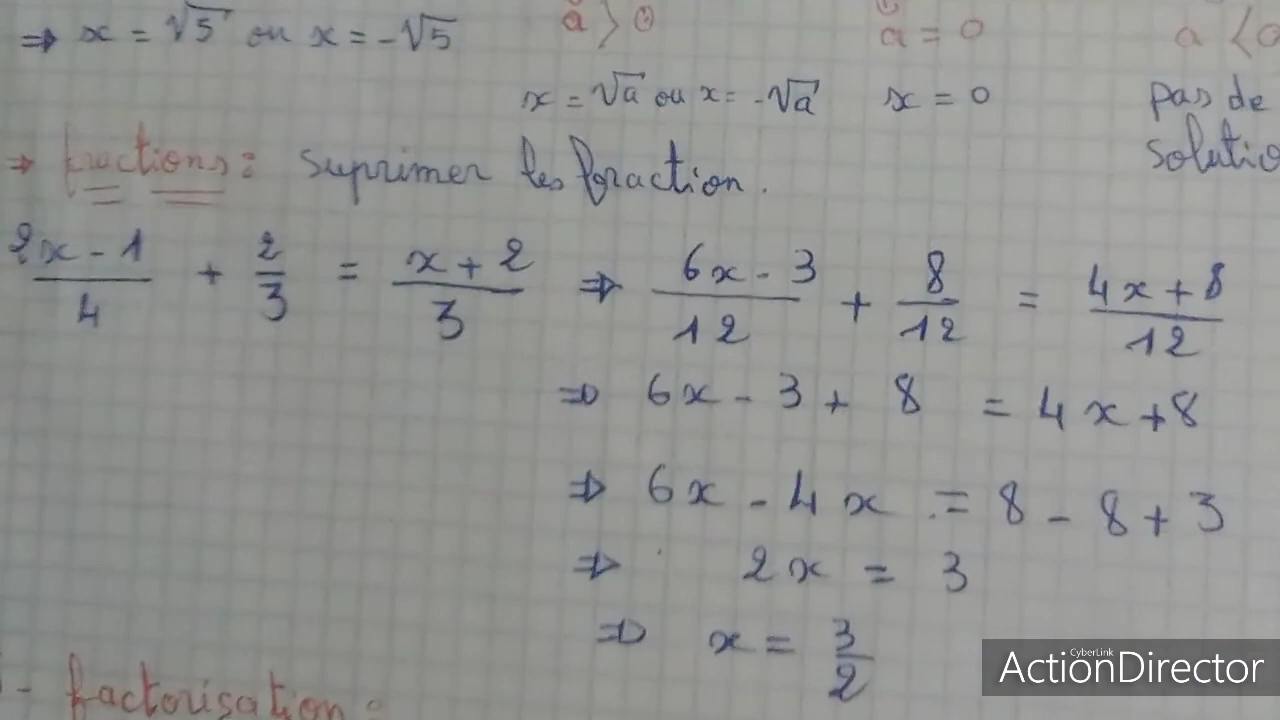 ⇒ x = √5 ou x = -√5
a > 0 a = 0 a < 0
x = √a ou x = -√a x = 0 pas de
solutio
⇒ fractions : suprimer les fraction.
2x - 1 / 4 + 2 / 3 = x + 2 / 3 ⇒ 6x - 3 / 12 + 8 / 12 = 4x + 8 / 12
⇒ 6x - 3 + 8 = 4x + 8
⇒ 6x - 4x = 8 - 8 + 3
⇒ 2x = 3
⇒ x = 3 / 2
- factorisation :
CyberLink
ActionDirector